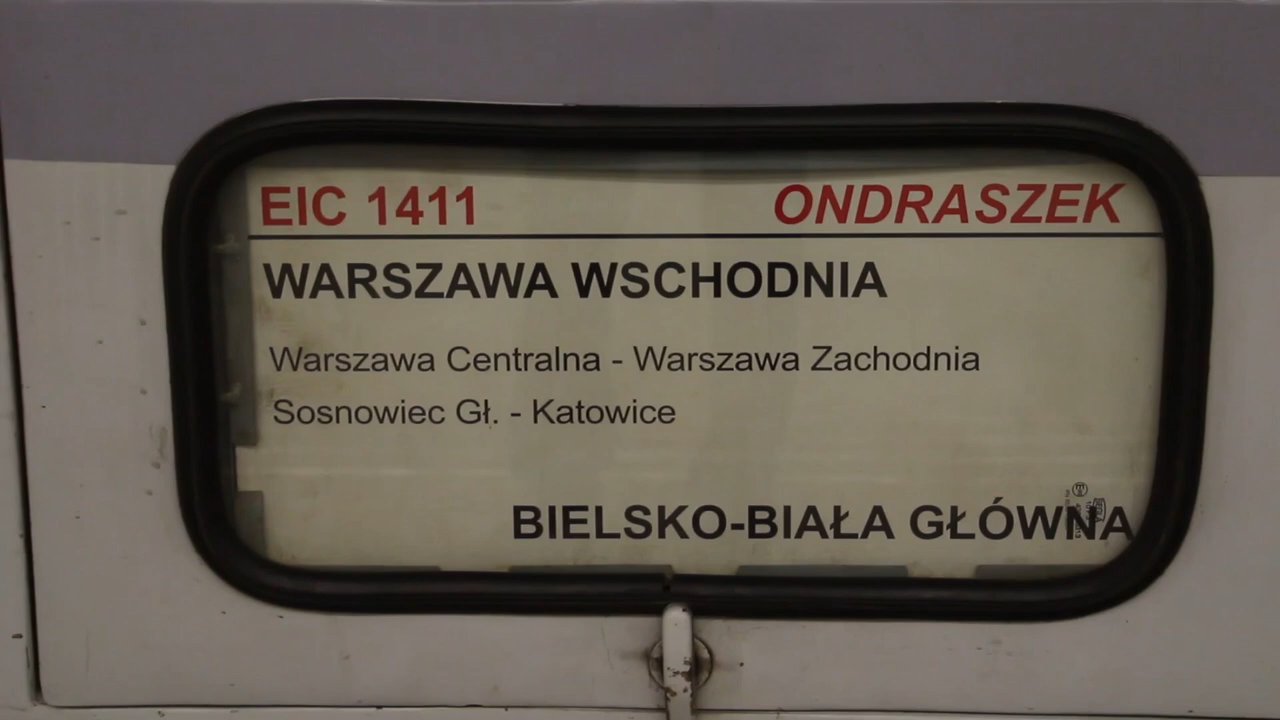 EIC 1411 ONDRASZEK
WARSZAWA WSCHODNIA
Warszawa Centralna - Warszawa Zachodnia
Sosnowiec Gł. - Katowice
BIELSKO-BIAŁA GŁÓWNA